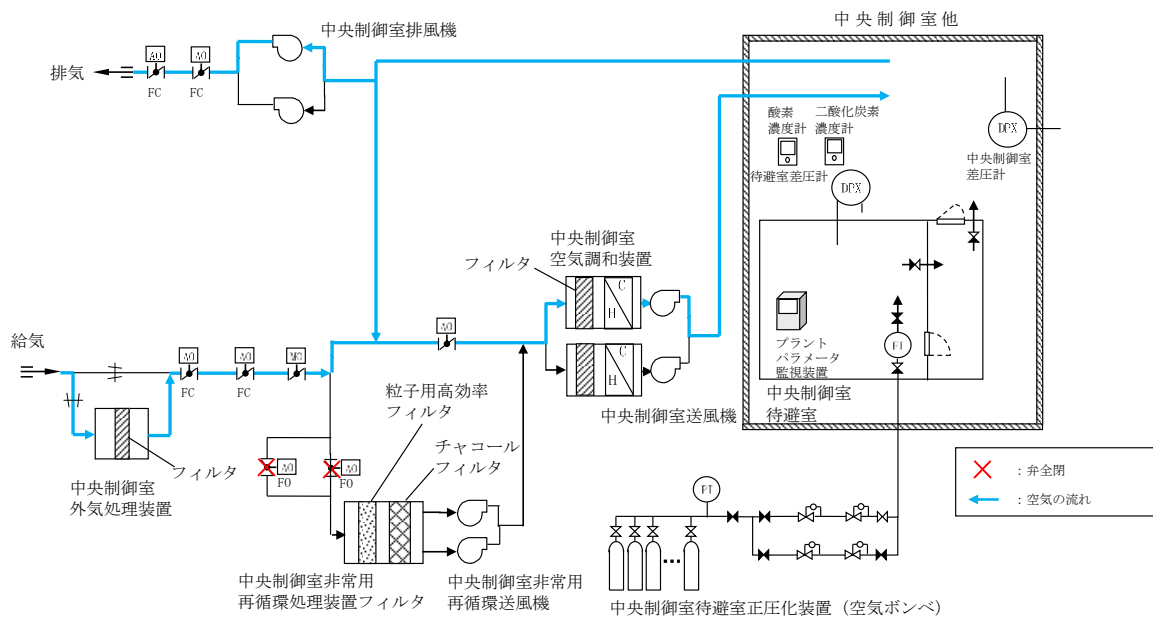 中央制御室他
中央制御室排風機
AO
AO
排気
FC
FC
酸素
濃度計
二酸化炭素
濃度計
DPX
中央制御室
差圧計
待避室差圧計
DPX
中央制御室
空気調和装置
フィルタ
C
H
AO
給気
AO
AO
MO
FC
FC
C
H
FI
プラント
パラメータ
監視装置
中央制御室
待避室
粒子用高効率
フィルタ
中央制御室送風機
チャコール
フィルタ
フィルタ
AO
FO
AO
FO
中央制御室
外気処理装置
：弁全閉
：空気の流れ
PI
中央制御室非常用
再循環処理装置フィルタ
中央制御室非常用
再循環送風機
中央制御室待避室正圧化装置（空気ボンベ）